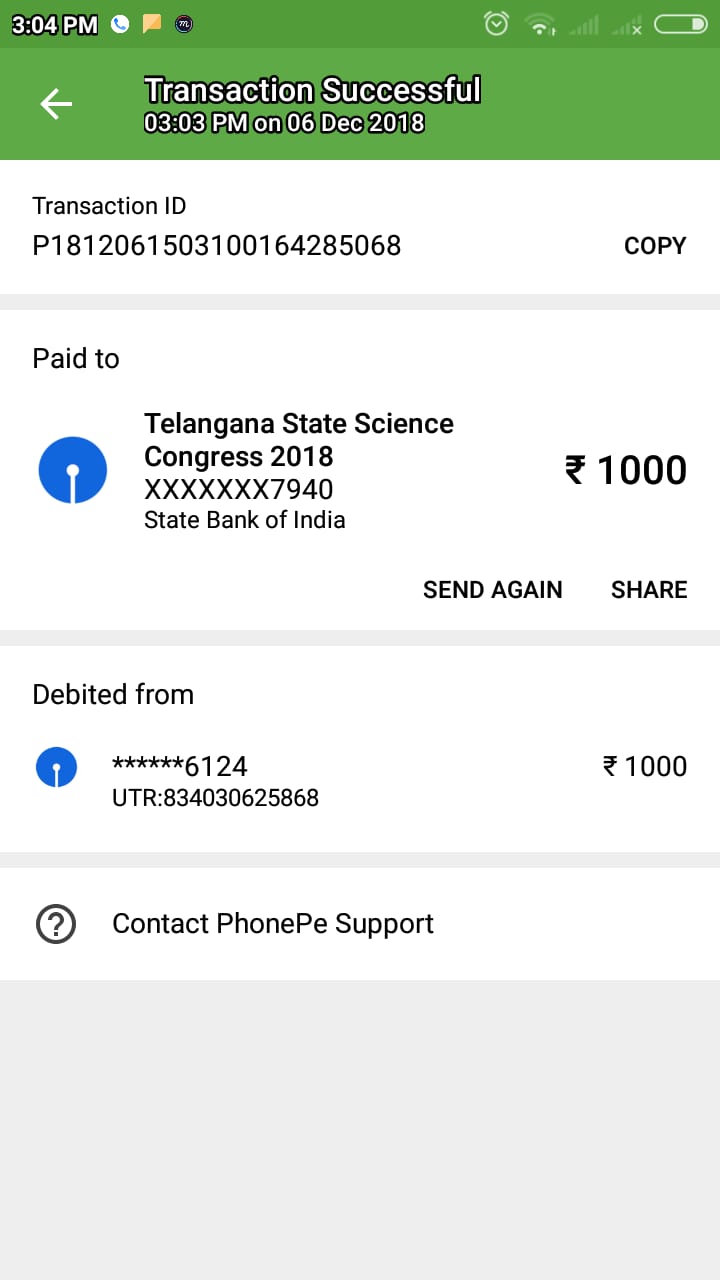 3:04 PM
Transaction Successful
03:03 PM on 06 Dec 2018
Transaction ID
P1812061503100164285068
COPY
Paid to
Telangana State Science
Congress 2018
₹ 1000
XXXXXXX7940
State Bank of India
SEND AGAIN SHARE
Debited from
******6124
₹ 1000
UTR:834030625868
Contact PhonePe Support